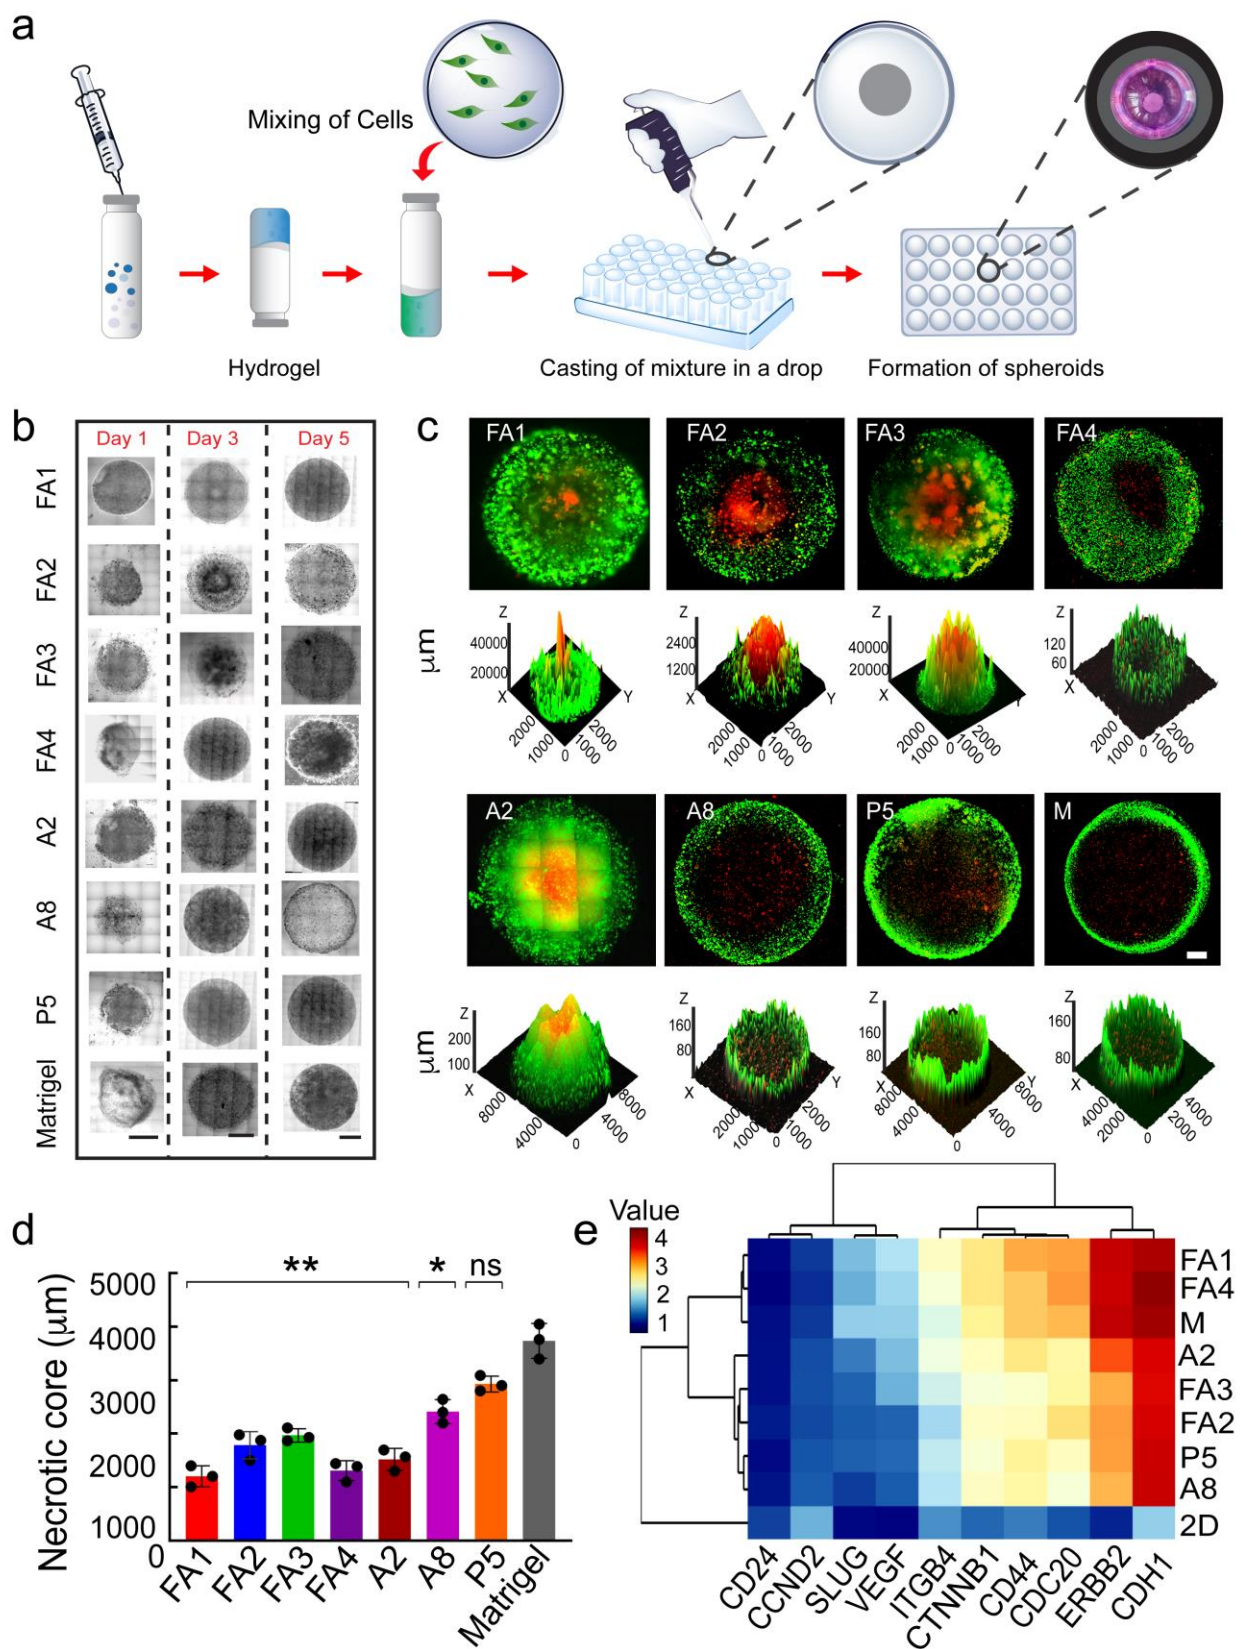 a
Mixing of Cells
Hydrogel
Casting of mixture in a drop
Formation of spheroids
b
Day 1
Day 3
Day 5
FA1
FA2
FA3
FA4
A2
A8
P5
Matrigel
c
FA1
FA2
FA3
FA4
μm
Z
40000
20000
X
Y
2000
1000
0
1000
2000
Z
2400
1200
X
Y
2000
1000
0
1000
2000
Z
40000
20000
X
Y
2000
1000
0
1000
2000
Z
120
60
X
2000
1000
0
1000
2000
A2
A8
P5
M
μm
Z
200
100
X
8000
4000
0
4000
8000
Z
160
80
X
Y
2000
1000
0
1000
2000
Z
160
80
X
Y
8000
4000
0
4000
8000
Z
160
80
X
4000
2000
0
2000
4000
d
Necrotic core (μm)
5000
4000
3000
2000
1000
0
**
*
ns
FA1
FA2
FA3
FA4
A2
A8
P5
Matrigel
e
Value
4
3
2
1
FA1
FA4
M
A2
FA3
FA2
P5
A8
2D
CD24
CCND2
SLUG
VEGF
ITGB4
CTNNB1
CD44
CDC20
ERBB2
CDH1